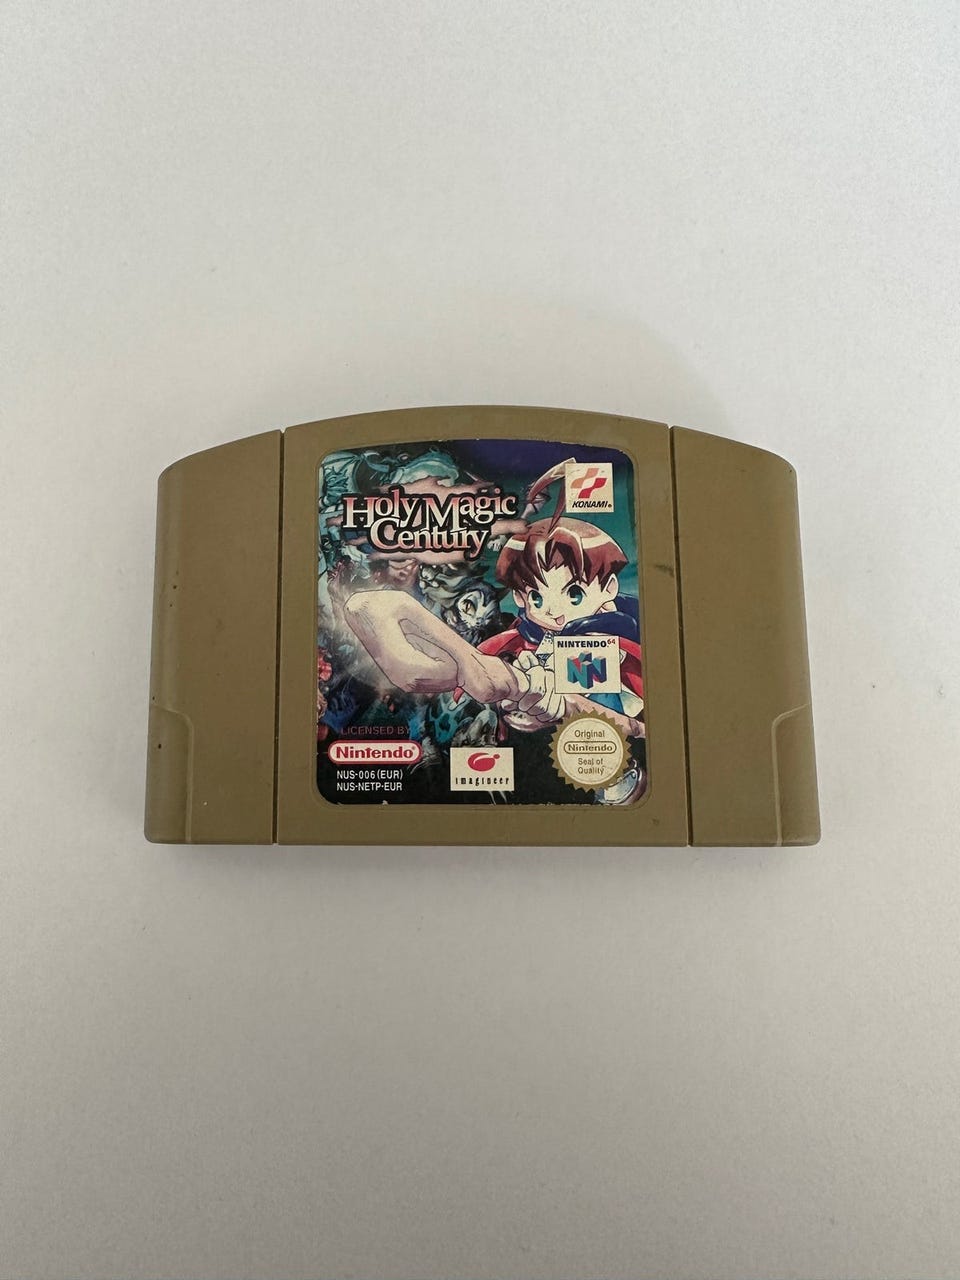 Holy Magic
Century
KONAMI®
NINTENDO64
LICENSED BY
Nintendo®
NUS-006 (EUR)
NUS-NETP-EUR
imagineer
Original
Nintendo
Seal of
Quality